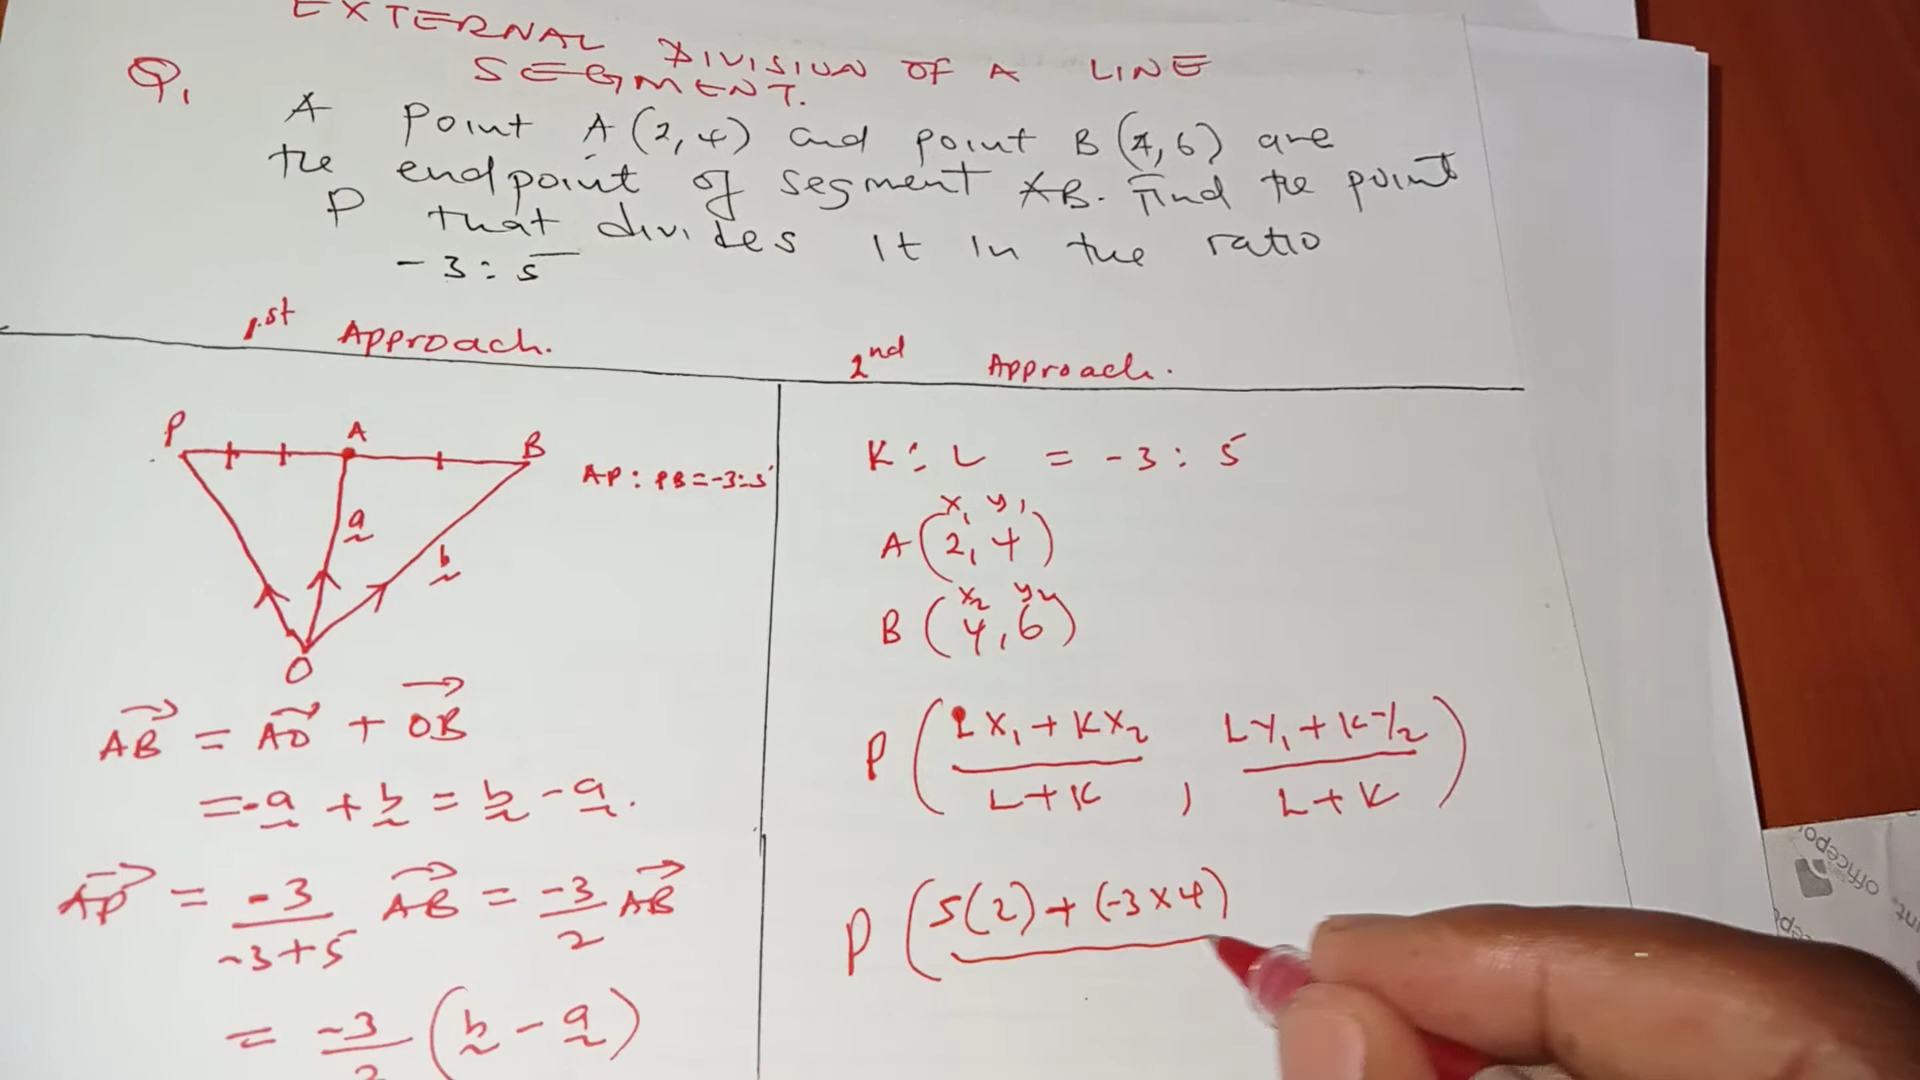 EXTERNAL DIVISION OF A LINE
SEGMENT.
Q1
A point A(2,4) and point B(4,6) are
the endpoint of segment AB. Find the point
P that divides it in the ratio
-3:5
1st Approach.
P A B
AP : PB = -3:5
a
b
O
AB = AO + OB
= -a + b = b - a.
AP = -3/-3+5 AB = -3/2 AB
= -3/2 (b - a)
2nd Approach.
K : L = -3 : 5
x1 y1
A(2,4)
x2 y2
B(4,6)
P(Lx1+Kx2/L+K, Ly1+Ky2/L+K)
P(5(2)+(-3×4)
officepoi